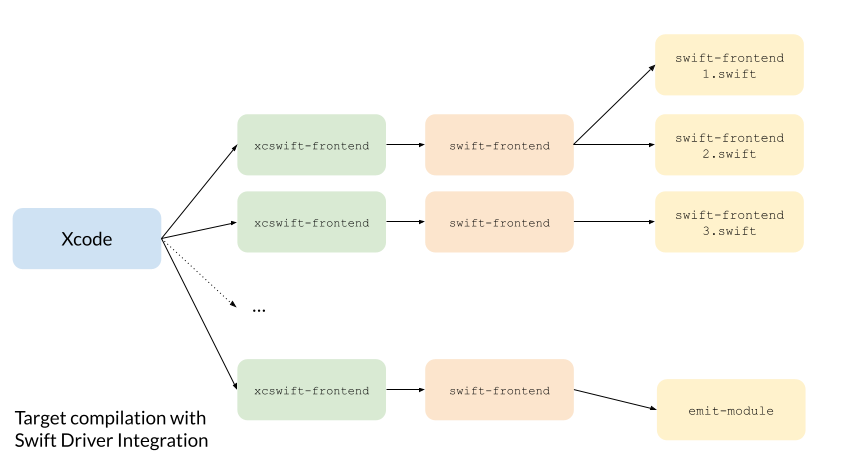 swift-frontend
1.swift
xcswift-frontend
swift-frontend
swift-frontend
2.swift
Xcode
xcswift-frontend
swift-frontend
swift-frontend
3.swift
...
xcswift-frontend
swift-frontend
emit-module
Target compilation with
Swift Driver Integration